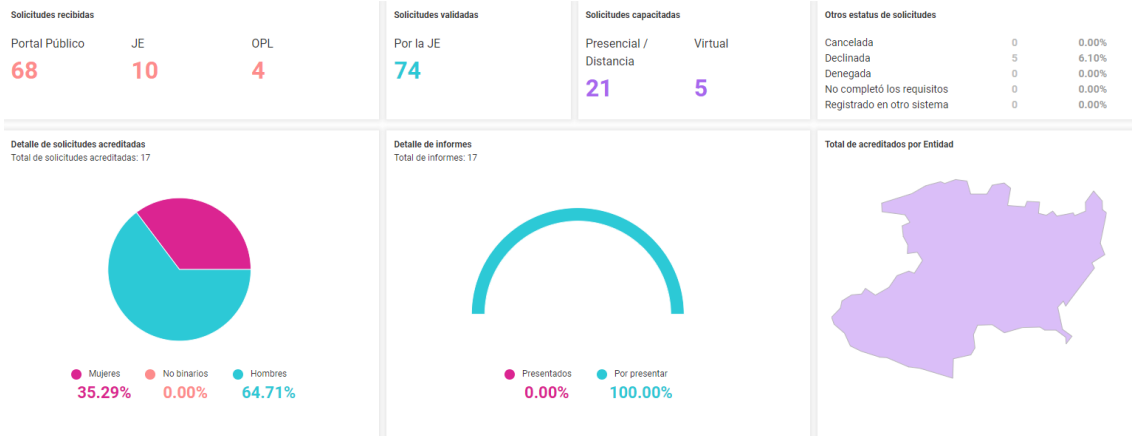 Solicitudes recibidas
Portal Público JE OPL
68 10 4
Solicitudes validadas
Por la JE
74
Solicitudes capacitadas
Presencial / Virtual
Distancia
21 5
Otros estatus de solicitudes
Cancelada 0 0.00%
Declinada 5 6.10%
Denegada 0 0.00%
No completó los requisitos 0 0.00%
Registrado en otro sistema 0 0.00%
Detalle de solicitudes acreditadas
Total de solicitudes acreditadas: 17
Mujeres No binarios Hombres
35.29% 0.00% 64.71%
Detalle de informes
Total de informes: 17
Presentados Por presentar
0.00% 100.00%
Total de acreditados por Entidad